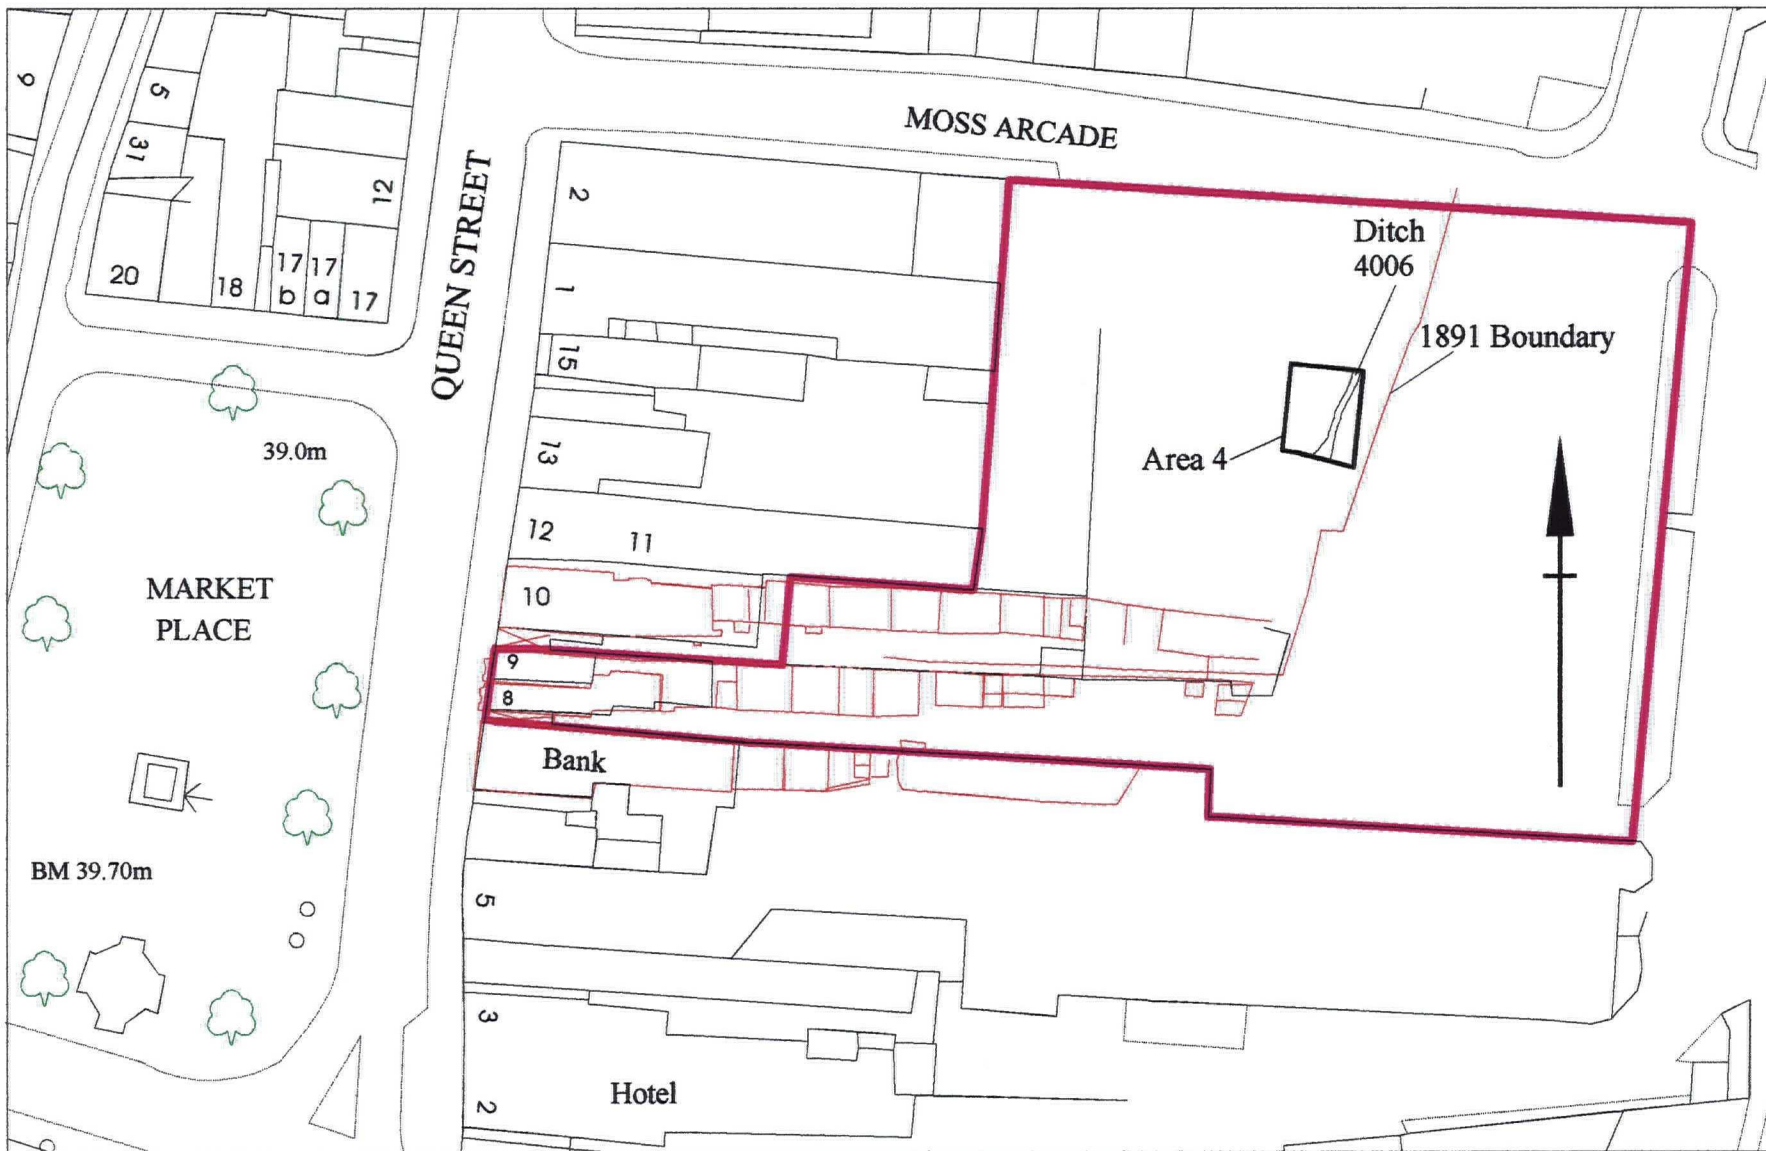 9
5
31
20
18
17
b
17
a
17
12
QUEEN STREET
MOSS ARCADE
2
1
15
13
12
11
10
9
8
Ditch
4006
1891 Boundary
Area 4
39.0m
MARKET
PLACE
BM 39.70m
Bank
5
3
2
Hotel